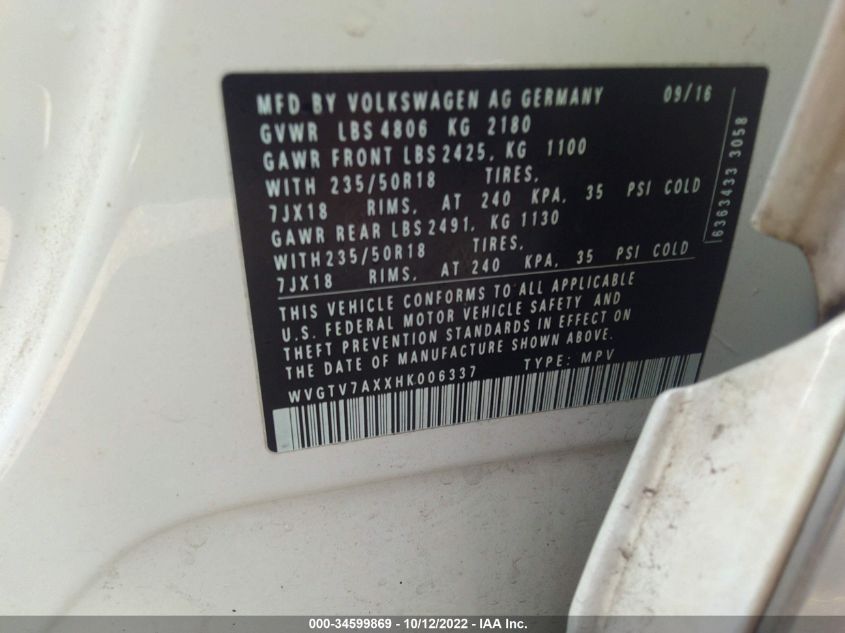 MFD BY VOLKSWAGEN AG GERMANY 09/16
GVWR LBS 4806 KG 2180
GAWR FRONT LBS 2425, KG 1100
WITH 235/50R18 TIRES,
7JX18 RIMS, AT 240 KPA, 35 PSI COLD
GAWR REAR LBS 2491, KG 1130
WITH 235/50R18 TIRES,
7JX18 RIMS, AT 240 KPA, 35 PSI COLD
THIS VEHICLE CONFORMS TO ALL APPLICABLE
U.S. FEDERAL MOTOR VEHICLE SAFETY AND
THEFT PREVENTION STANDARDS IN EFFECT ON
THE DATE OF MANUFACTURE SHOWN ABOVE.
WVGTV7AXXHK006337 TYPE: MPV
6363433 3058
000-34599869 - 10/12/2022 - IAA Inc.